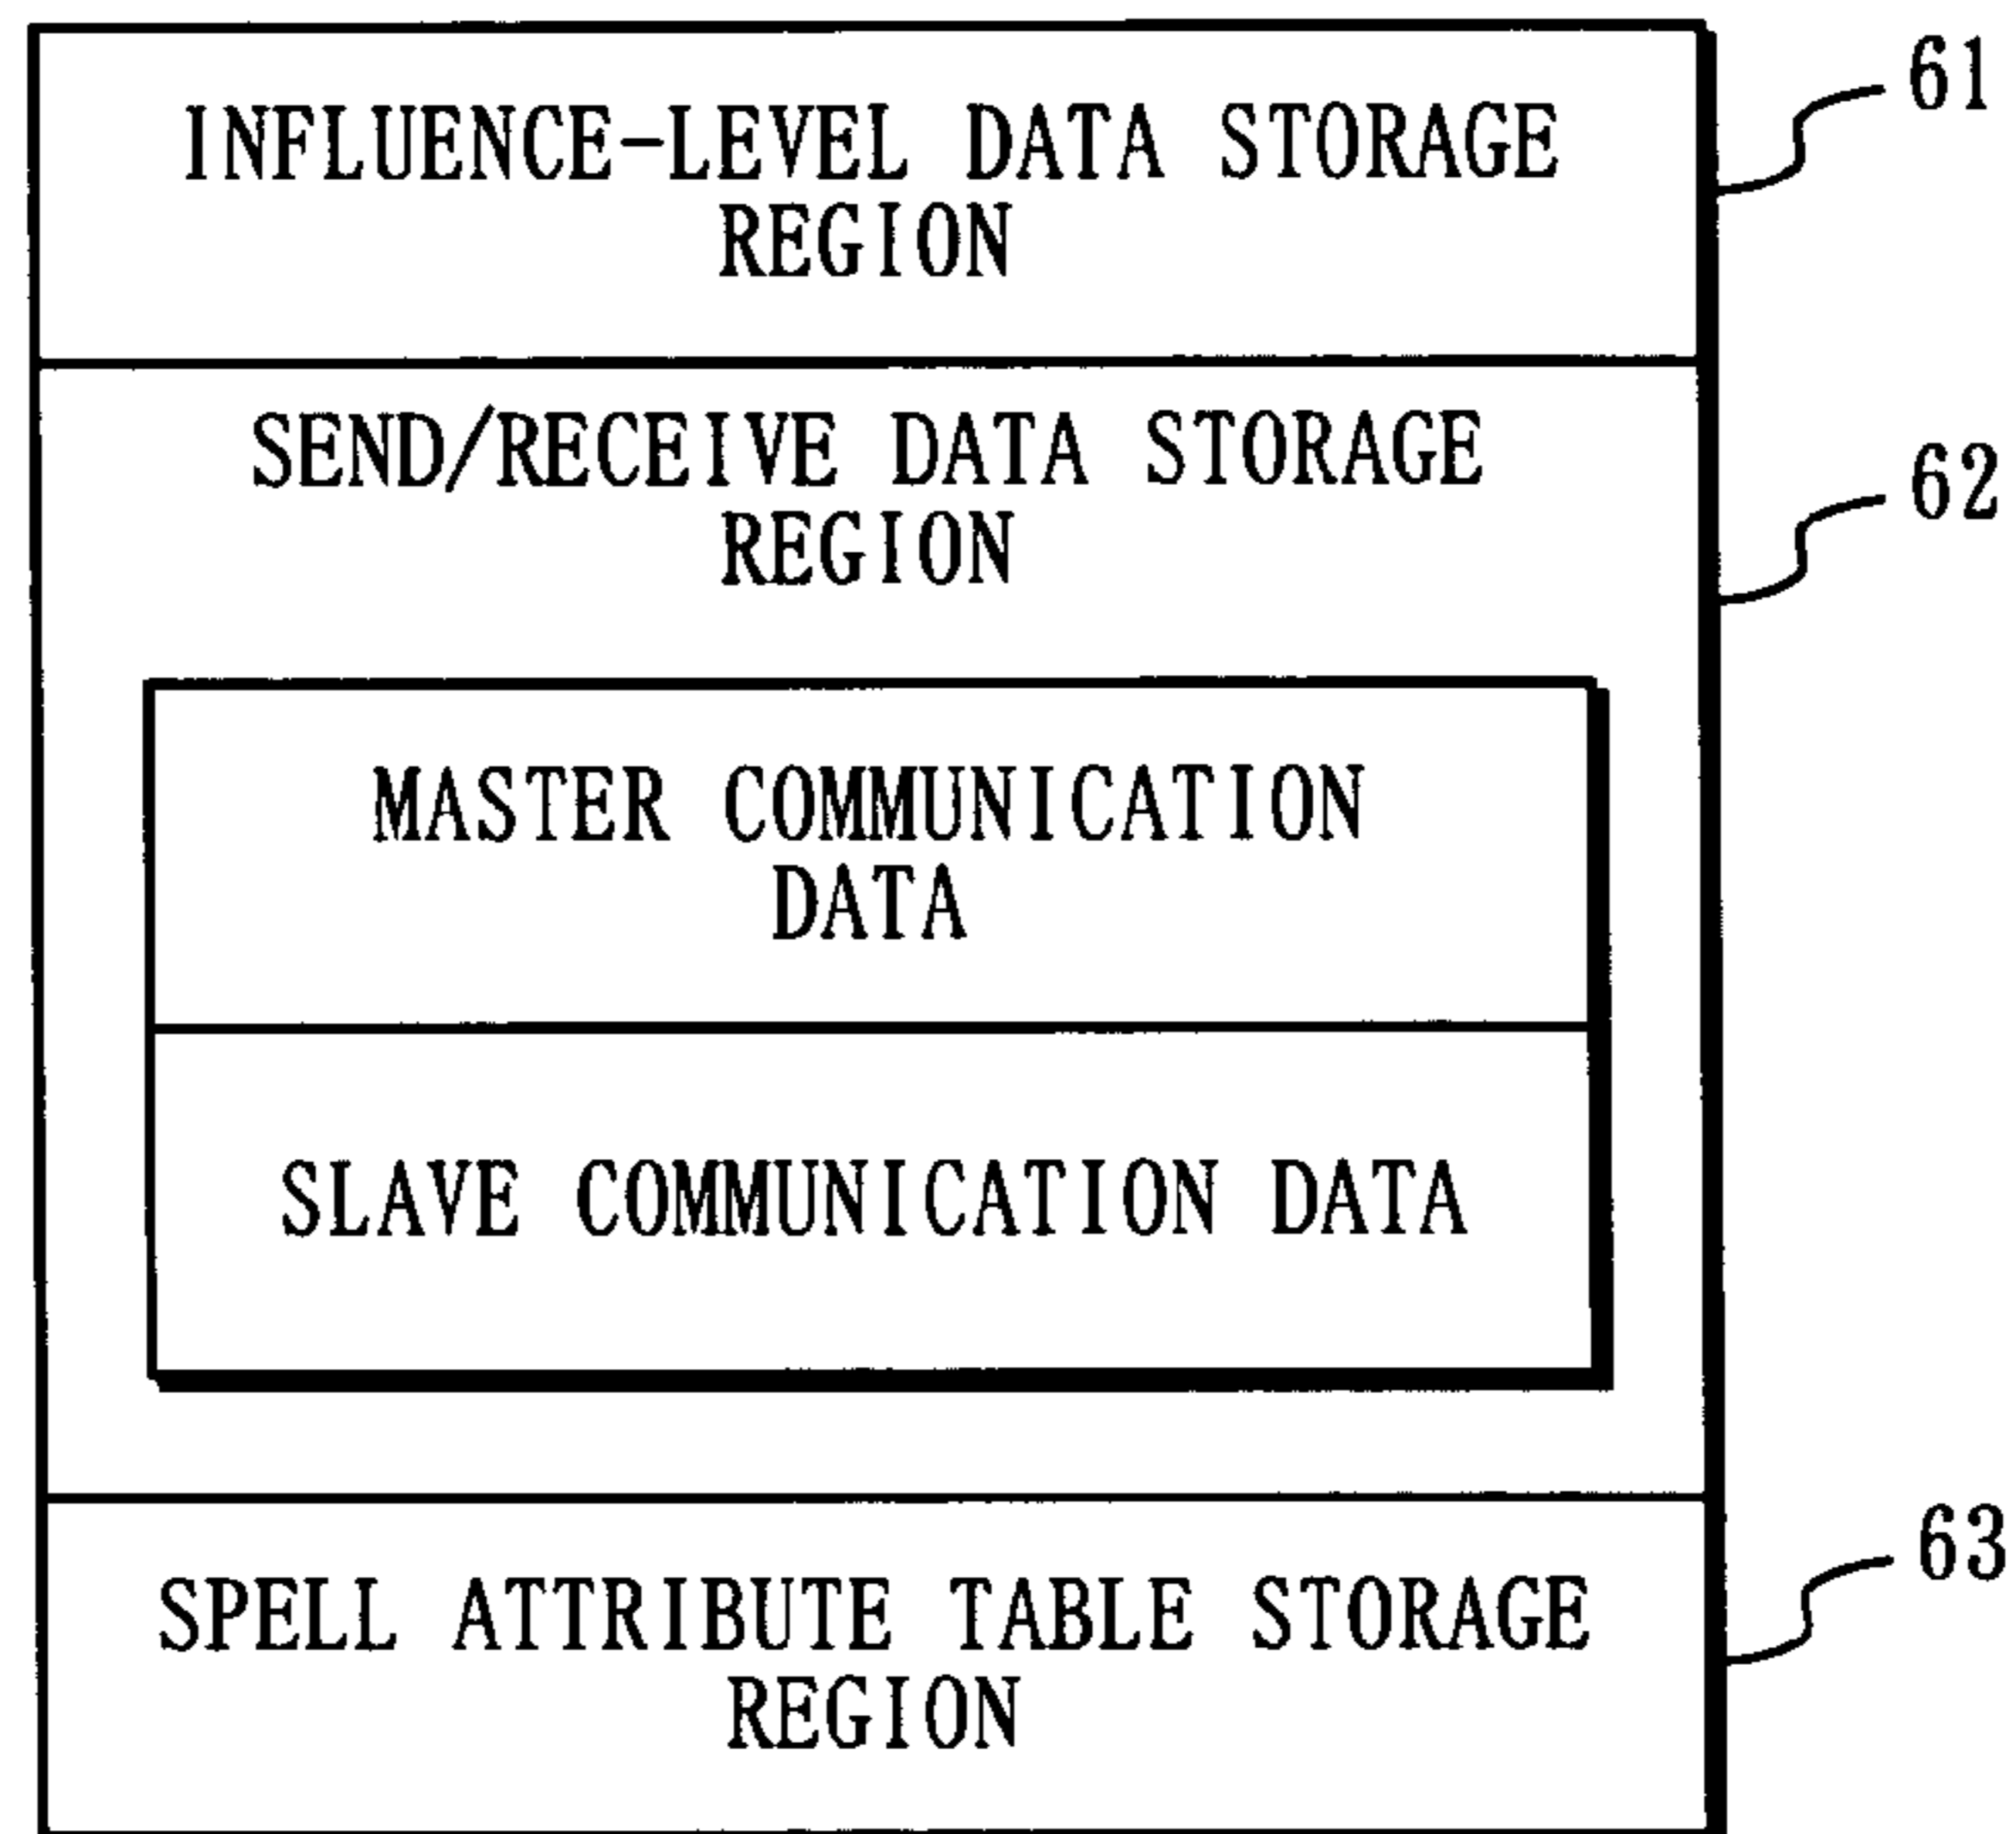 INFLUENCE-LEVEL DATA STORAGE
REGION
61
SEND/RECEIVE DATA STORAGE
REGION
62
MASTER COMMUNICATION
DATA
SLAVE COMMUNICATION DATA
SPELL ATTRIBUTE TABLE STORAGE
REGION
63